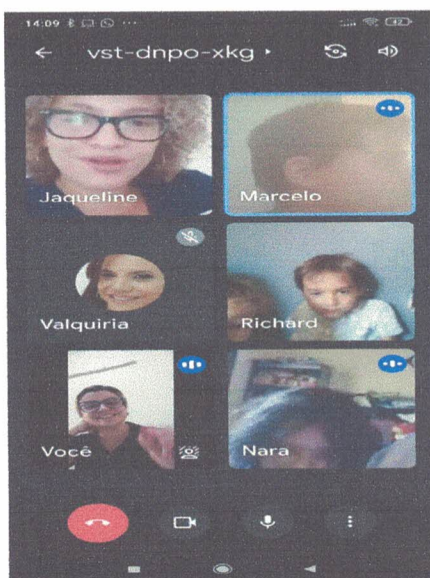 14:09
vst-dnpo-xkg
Jaqueline
Marcelo
Valquiria
Richard
Você
Nara